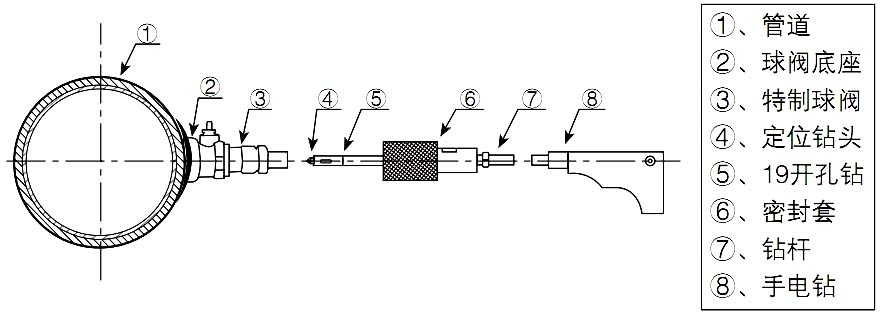 ① ② ③ ④ ⑤ ⑥ ⑦ ⑧
①、管道
②、球阀底座
③、特制球阀
④、定位钻头
⑤、19开孔钻
⑥、密封套
⑦、钻杆
⑧、手电钻